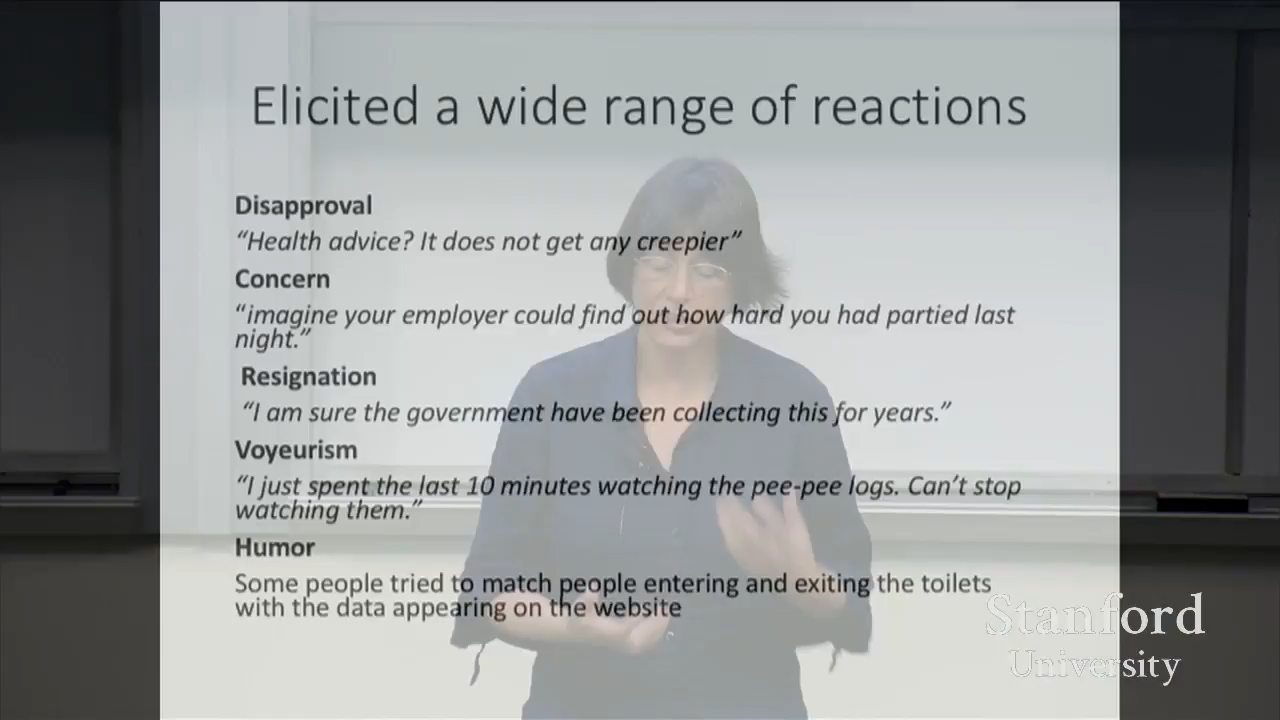 Elicited a wide range of reactions
Disapproval
“Health advice? It does not get any creepier”
Concern
“imagine your employer could find out how hard you had partied last
night.”
Resignation
“I am sure the government have been collecting this for years.”
Voyeurism
“I just spent the last 10 minutes watching the pee-pee logs. Can’t stop
watching them.”
Humor
Some people tried to match people entering and exiting the toilets
with the data appearing on the website
Stanford
University